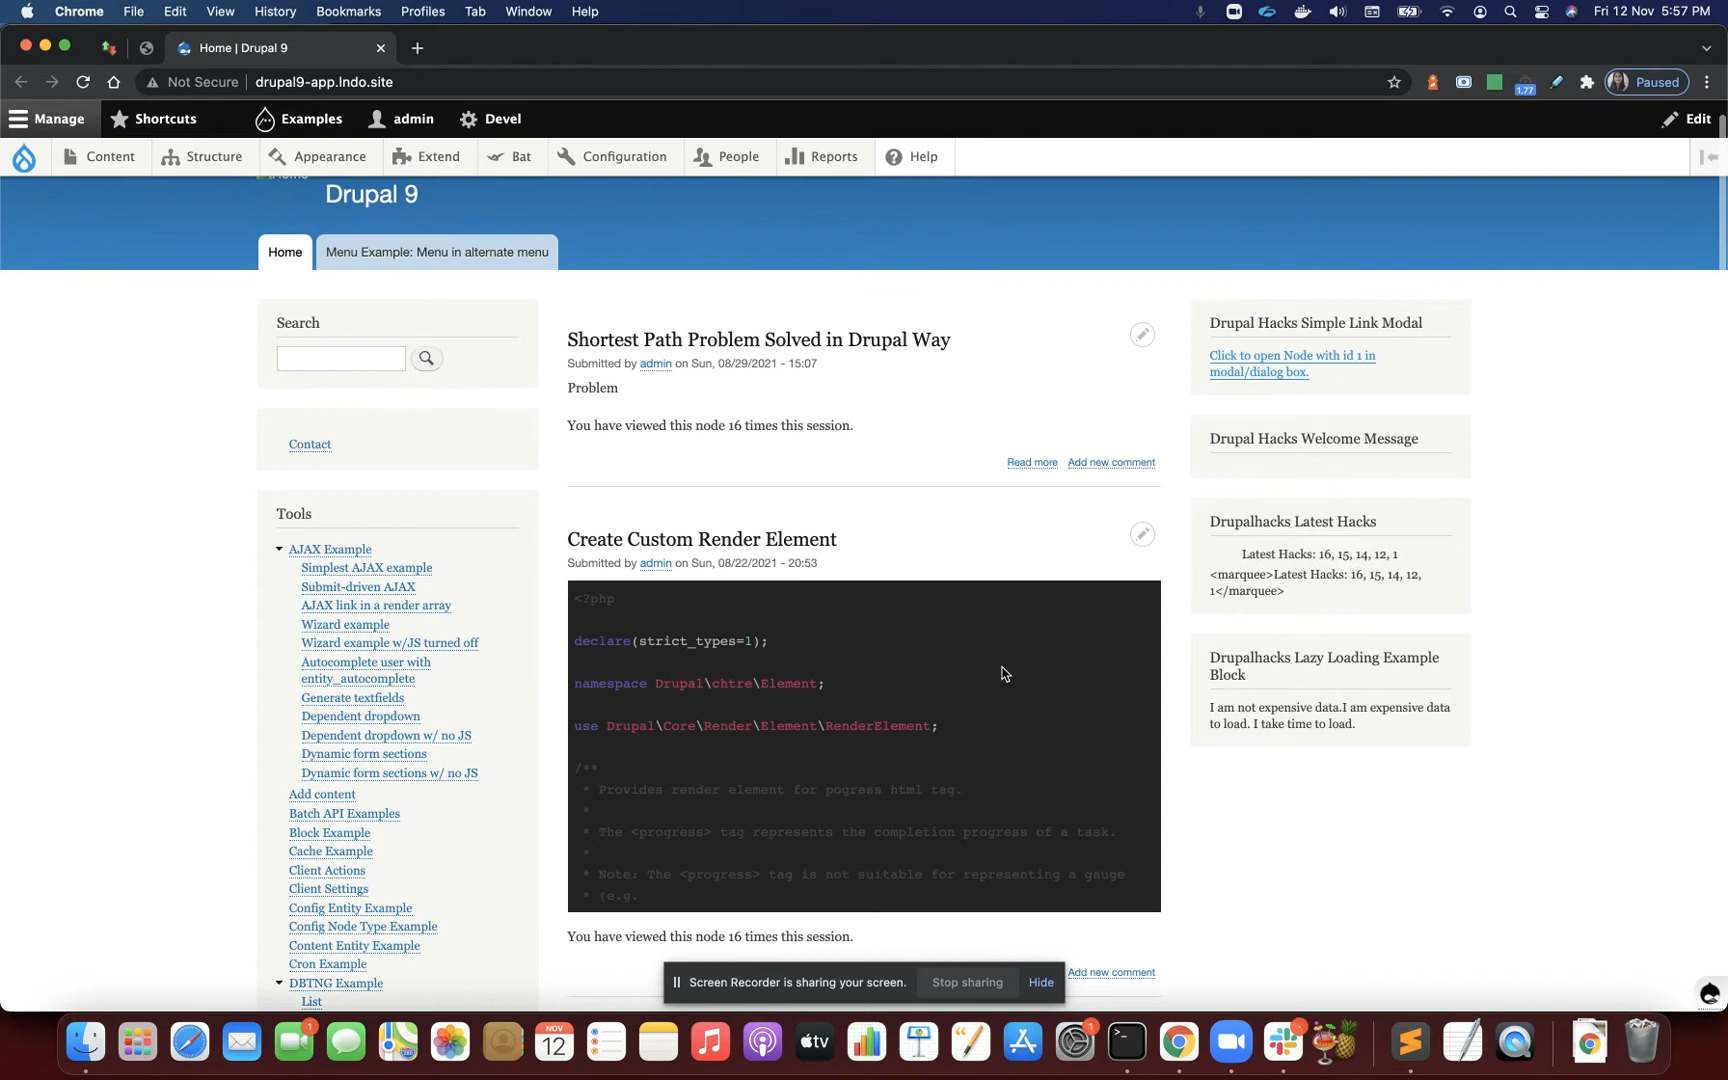 Chrome File Edit View History Bookmarks Profiles Tab Window Help Fri 12 Nov 5:57 PM
Home | Drupal 9
Not Secure drupal9-app.lndo.site 1.77 Paused
Manage Shortcuts Examples admin Devel Edit
Content Structure Appearance Extend Bat Configuration People Reports Help
Drupal 9
Home Menu Example: Menu in alternate menu
Search
Contact
Tools
AJAX Example
Simplest AJAX example
Submit-driven AJAX
AJAX link in a render array
Wizard example
Wizard example w/JS turned off
Autocomplete user with
entity_autocomplete
Generate textfields
Dependent dropdown
Dependent dropdown w/ no JS
Dynamic form sections
Dynamic form sections w/ no JS
Add content
Batch API Examples
Block Example
Cache Example
Client Actions
Client Settings
Config Entity Example
Config Node Type Example
Content Entity Example
Cron Example
DBTNG Example
List
Shortest Path Problem Solved in Drupal Way
Submitted by admin on Sun, 08/29/2021 - 15:07
Problem
You have viewed this node 16 times this session.
Read more Add new comment
Create Custom Render Element
Submitted by admin on Sun, 08/22/2021 - 20:53
<?php
declare(strict_types=1);
namespace Drupal\chtre\Element;
use Drupal\Core\Render\Element\RenderElement;
/**
* Provides render element for pogress html tag.
*
* The <progress> tag represents the completion progress of a task.
*
* Note: The <progress> tag is not suitable for representing a gauge
* (e.g.
You have viewed this node 16 times this session.
Add new comment
Drupal Hacks Simple Link Modal
Click to open Node with id 1 in
modal/dialog box.
Drupal Hacks Welcome Message
Drupalhacks Latest Hacks
Latest Hacks: 16, 15, 14, 12, 1
<marquee>Latest Hacks: 16, 15, 14, 12,
1</marquee>
Drupalhacks Lazy Loading Example
Block
I am not expensive data.I am expensive data
to load. I take time to load.
Screen Recorder is sharing your screen. Stop sharing Hide
1 NOV 12 tv 1